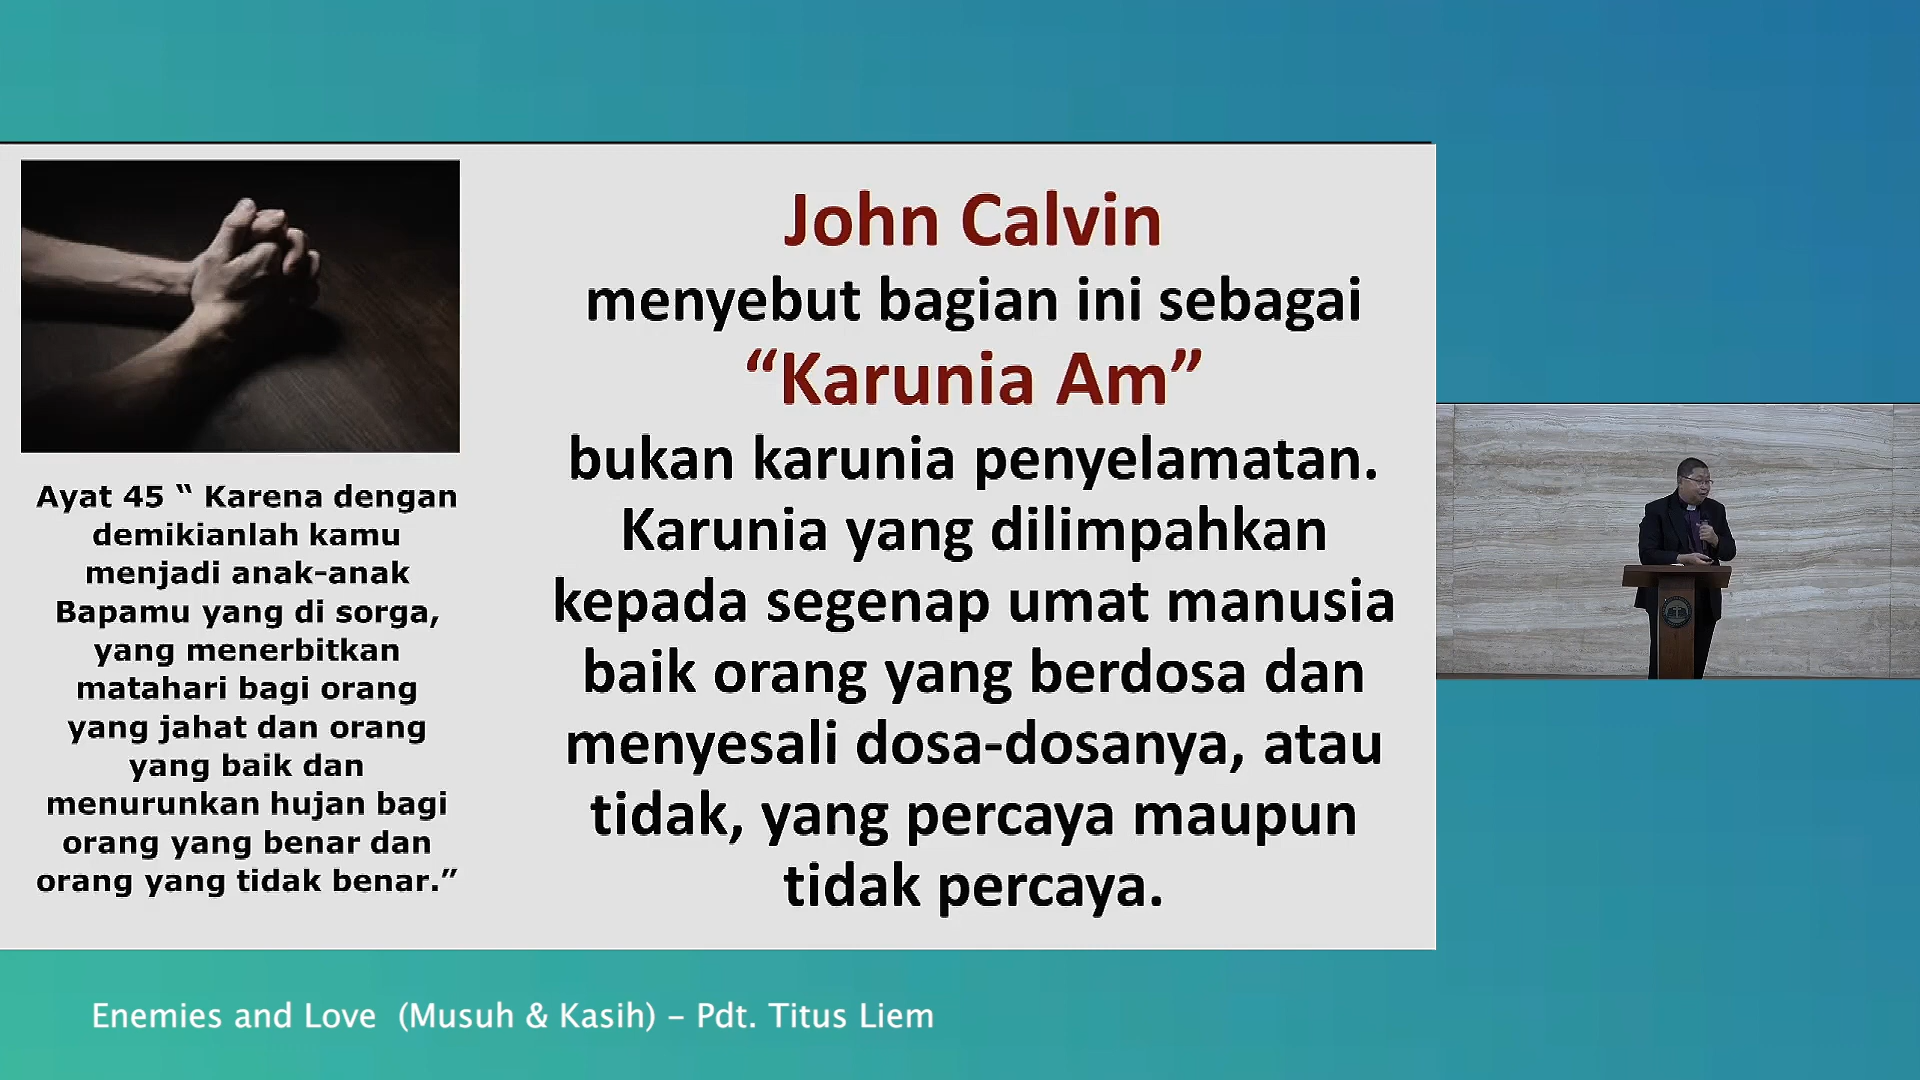 John Calvin
menyebut bagian ini sebagai
“Karunia Am”
bukan karunia penyelamatan.
Karunia yang dilimpahkan
kepada segenap umat manusia
baik orang yang berdosa dan
menyesali dosa-dosanya, atau
tidak, yang percaya maupun
tidak percaya.
Ayat 45 “ Karena dengan
demikianlah kamu
menjadi anak-anak
Bapamu yang di sorga,
yang menerbitkan
matahari bagi orang
yang jahat dan orang
yang baik dan
menurunkan hujan bagi
orang yang benar dan
orang yang tidak benar.”
Enemies and Love (Musuh & Kasih) – Pdt. Titus Liem